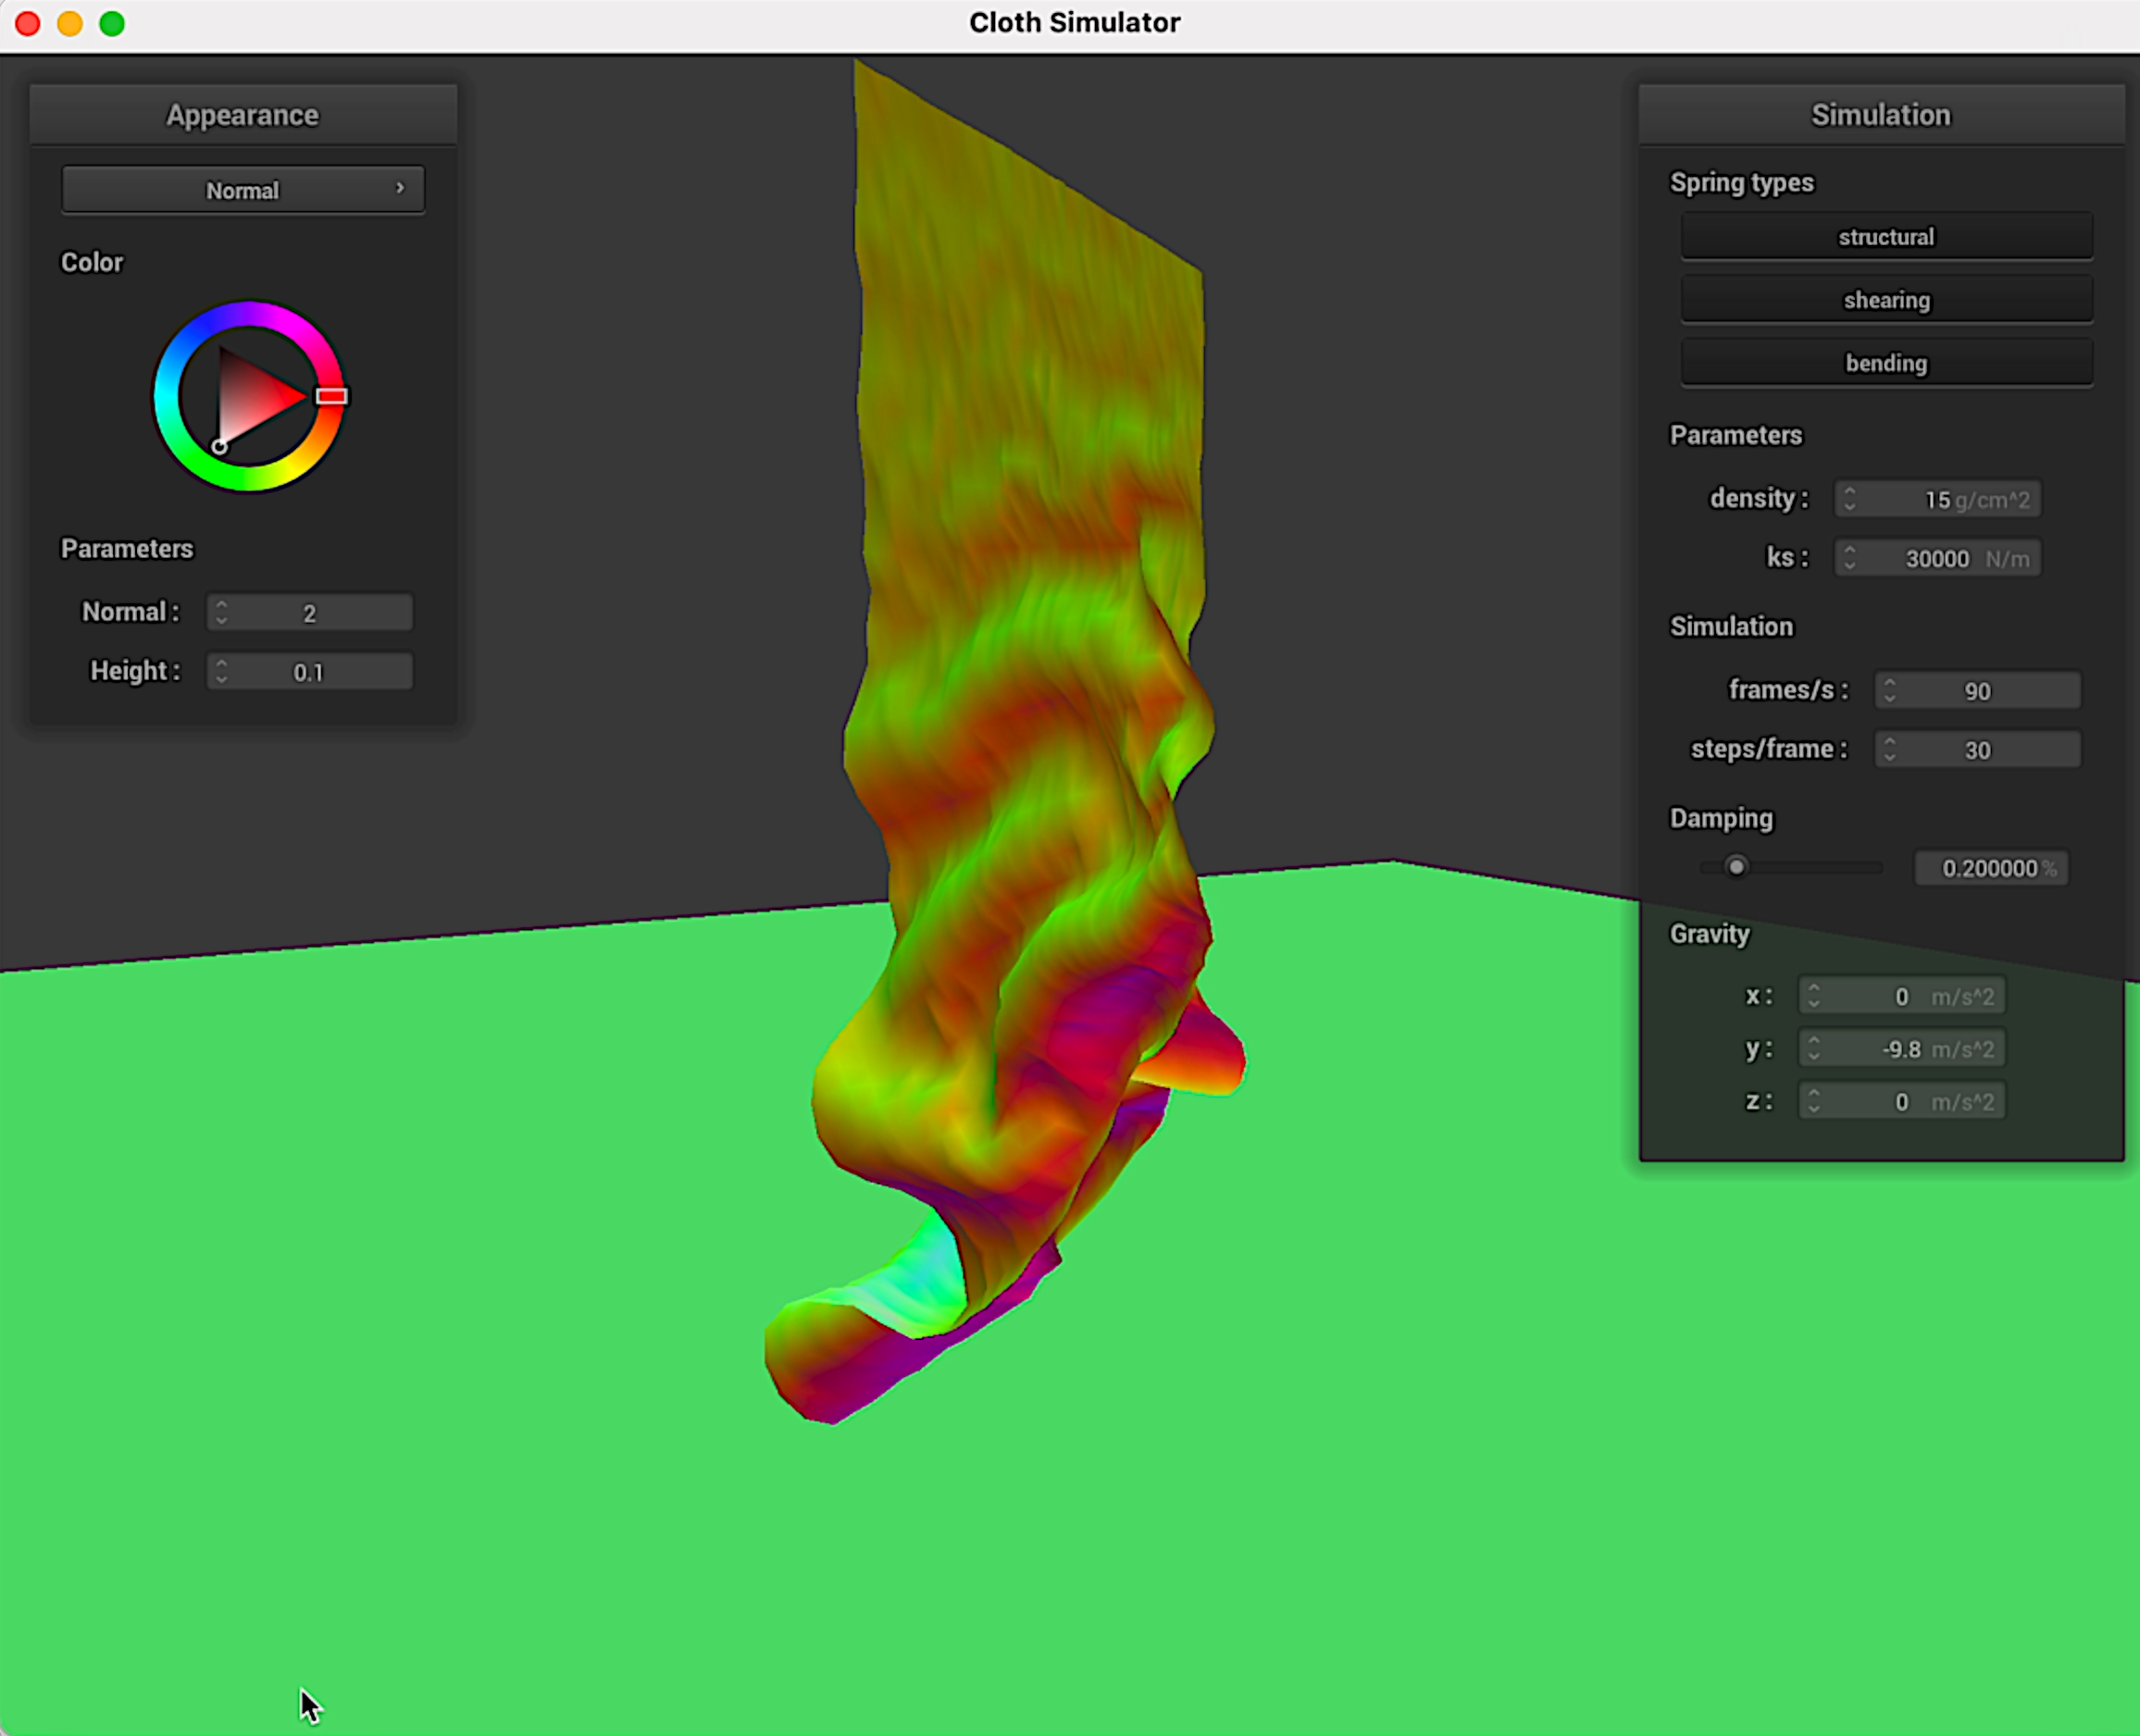 Cloth Simulator
Appearance
Normal
Color
Parameters
Normal : 2
Height : 0.1
Simulation
Spring types
structural
shearing
bending
Parameters
density : 15 g/cm^2
ks : 30000 N/m
Simulation
frames/s : 90
steps/frame : 30
Damping
0.200000 %
Gravity
x : 0 m/s^2
y : -9.8 m/s^2
z : 0 m/s^2